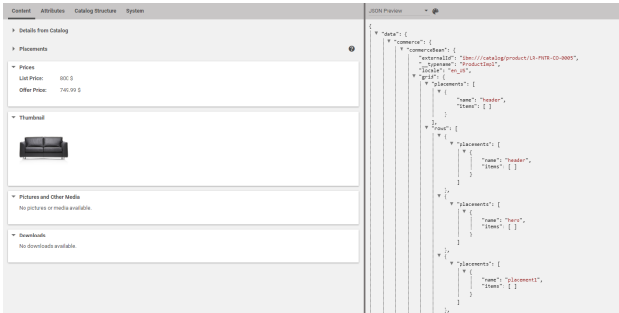 Content Attributes Catalog Structure System
Details from Catalog
Placements
Prices
List Price: 800 $
Offer Price: 749.99 $
Thumbnail
Pictures and Other Media
No pictures or media available.
Downloads
No downloads available.
JSON Preview
{
"data": {
"commerce": {
"commerceBean": {
"externalId": "ibm:///catalog/product/LR-FNTR-CO-0005",
"__typename": "ProductImpl",
"locale": "en_US",
"grid": {
"placements": [
{
"name": "header",
"items": [ ]
}
],
"rows": [
{
"placements": [
{
"name": "header",
"items": [ ]
}
]
},
{
"placements": [
{
"name": "hero",
"items": [ ]
}
]
},
{
"placements": [
{
"name": "placement1",
"items": [ ]
}
]
},